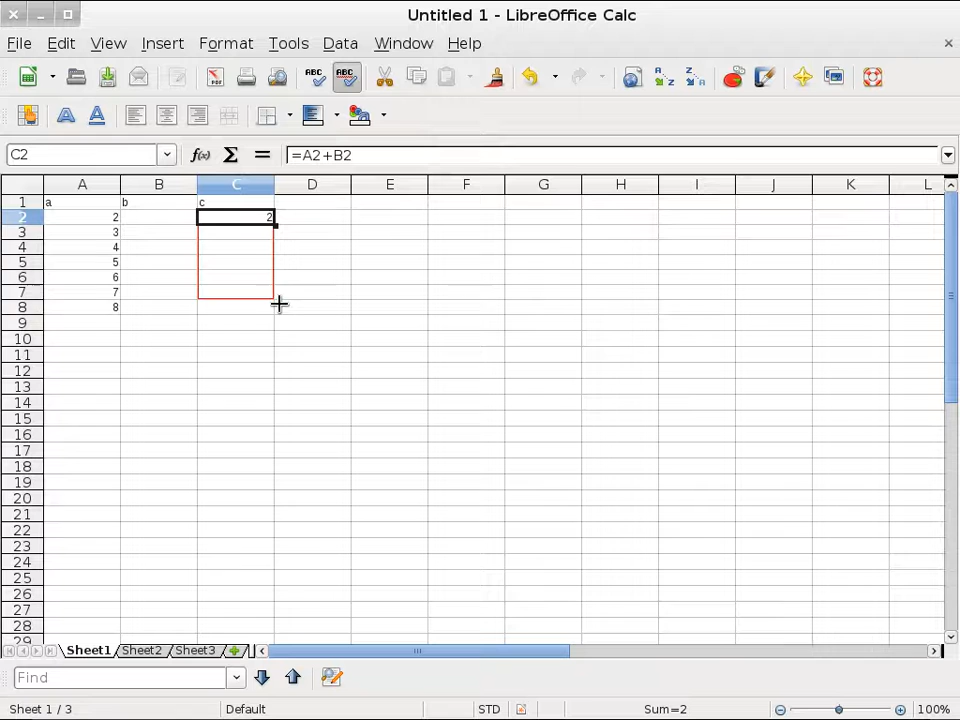 Untitled 1 - LibreOffice Calc
File Edit View Insert Format Tools Data Window Help
ABC ABC A Z Z A
A A
C2 f(x) Σ = =A2+B2
A B C D E F G H I J K L
1 a b c
2 2 2
3 3
4 4
5 5
6 6
7 7
8 8
9
10
11
12
13
14
15
16
17
18
19
20
21
22
23
24
25
26
27
28
29
Sheet1 Sheet2 Sheet3
Find
Sheet 1 / 3 Default STD Sum=2 100%